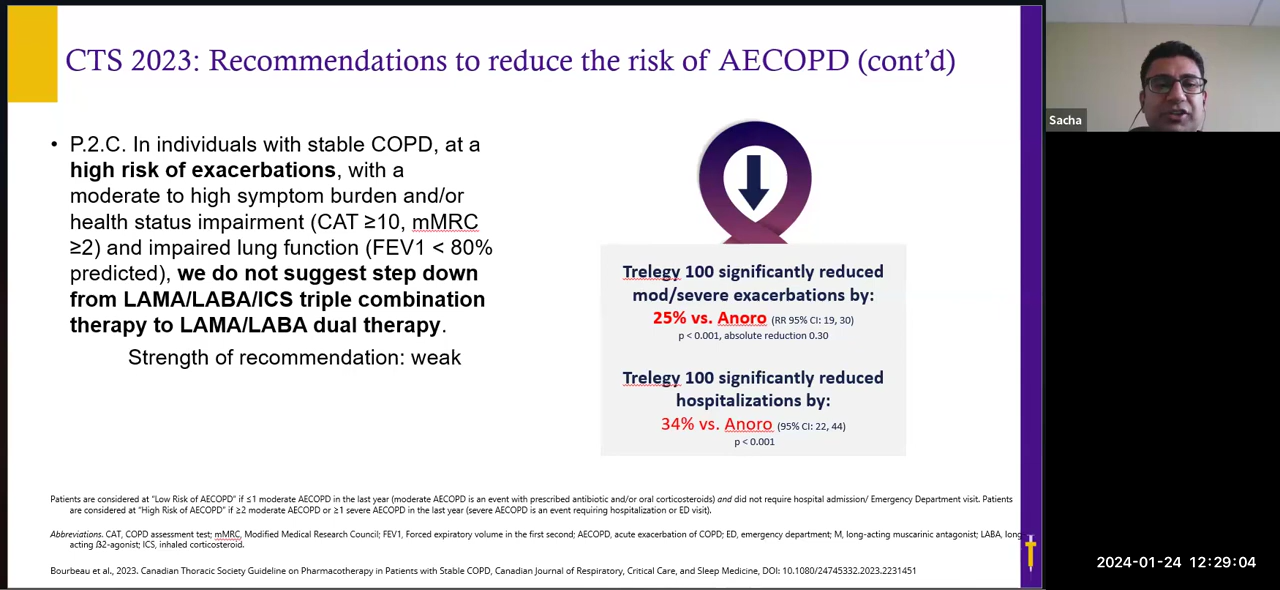 CTS 2023: Recommendations to reduce the risk of AECOPD (cont'd)
• P.2.C. In individuals with stable COPD, at a
high risk of exacerbations, with a
moderate to high symptom burden and/or
health status impairment (CAT ≥10, mMRC
≥2) and impaired lung function (FEV1 < 80%
predicted), we do not suggest step down
from LAMA/LABA/ICS triple combination
therapy to LAMA/LABA dual therapy.
Strength of recommendation: weak
Trelegy 100 significantly reduced
mod/severe exacerbations by:
25% vs. Anoro (RR 95% CI: 19, 30)
p < 0.001, absolute reduction 0.30
Trelegy 100 significantly reduced
hospitalizations by:
34% vs. Anoro (95% CI: 22, 44)
p < 0.001
Patients are considered at "Low Risk of AECOPD" if ≤1 moderate AECOPD in the last year (moderate AECOPD is an event with prescribed antibiotic and/or oral corticosteroids) and did not require hospital admission/ Emergency Department visit. Patients
are considered at "High Risk of AECOPD" if ≥2 moderate AECOPD or ≥1 severe AECOPD in the last year (severe AECOPD is an event requiring hospitalization or ED visit).
Abbreviations. CAT, COPD assessment test; mMRC, Modified Medical Research Council; FEV1, Forced expiratory volume in the first second; AECOPD, acute exacerbation of COPD; ED, emergency department; M, long-acting muscarinic antagonist; LABA, long
acting ß2-agonist; ICS, inhaled corticosteroid.
Bourbeau et al., 2023. Canadian Thoracic Society Guideline on Pharmacotherapy in Patients with Stable COPD, Canadian Journal of Respiratory, Critical Care, and Sleep Medicine, DOI: 10.1080/24745332.2023.2231451
Sacha
2024-01-24 12:29:04